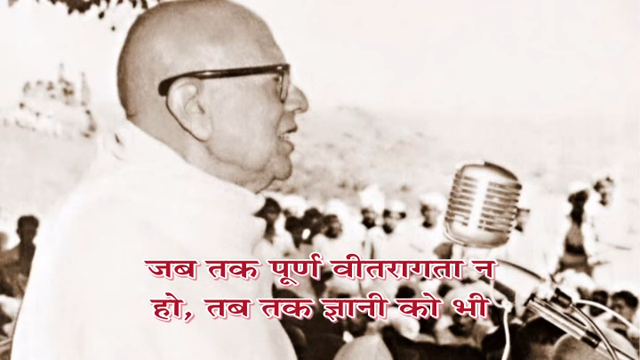 जब तक पूर्ण वीतरागता न
हो, तब तक ज्ञानी को भी